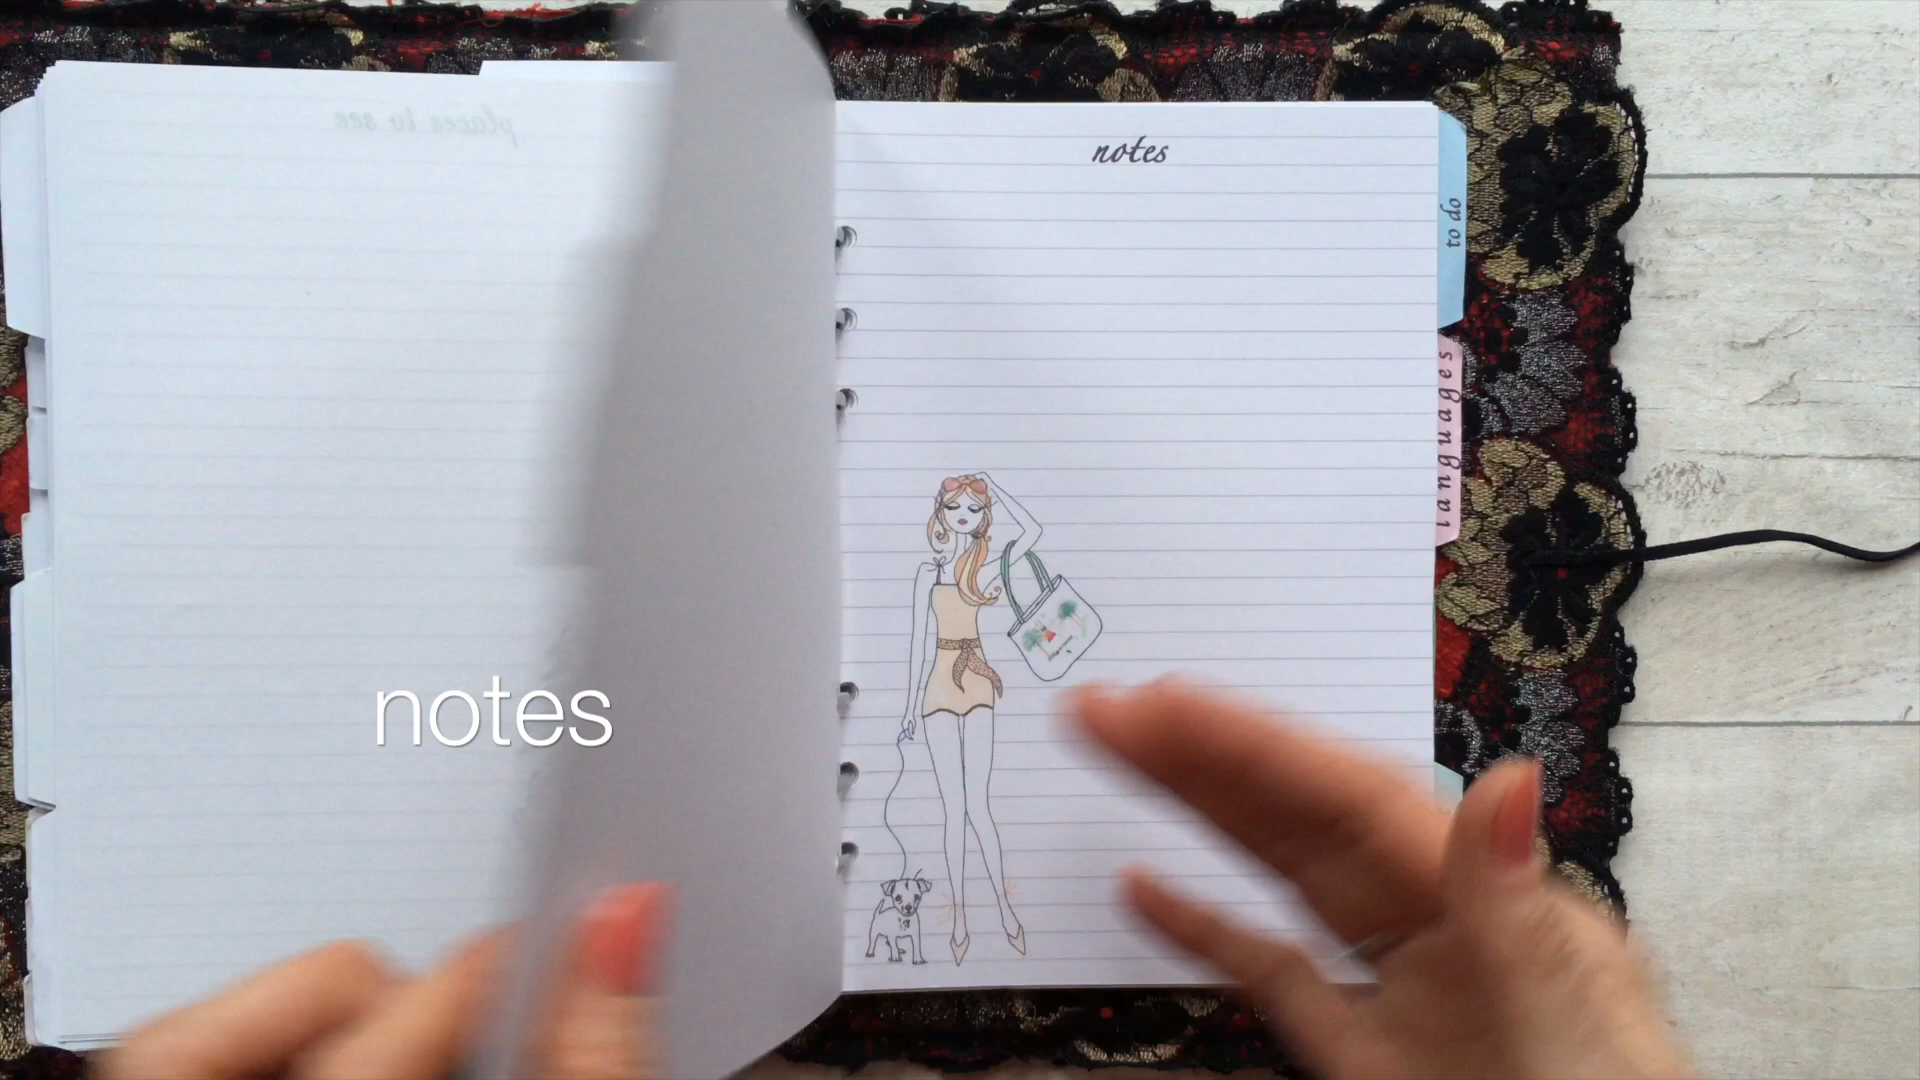 places to see
notes
to do
languages
notes